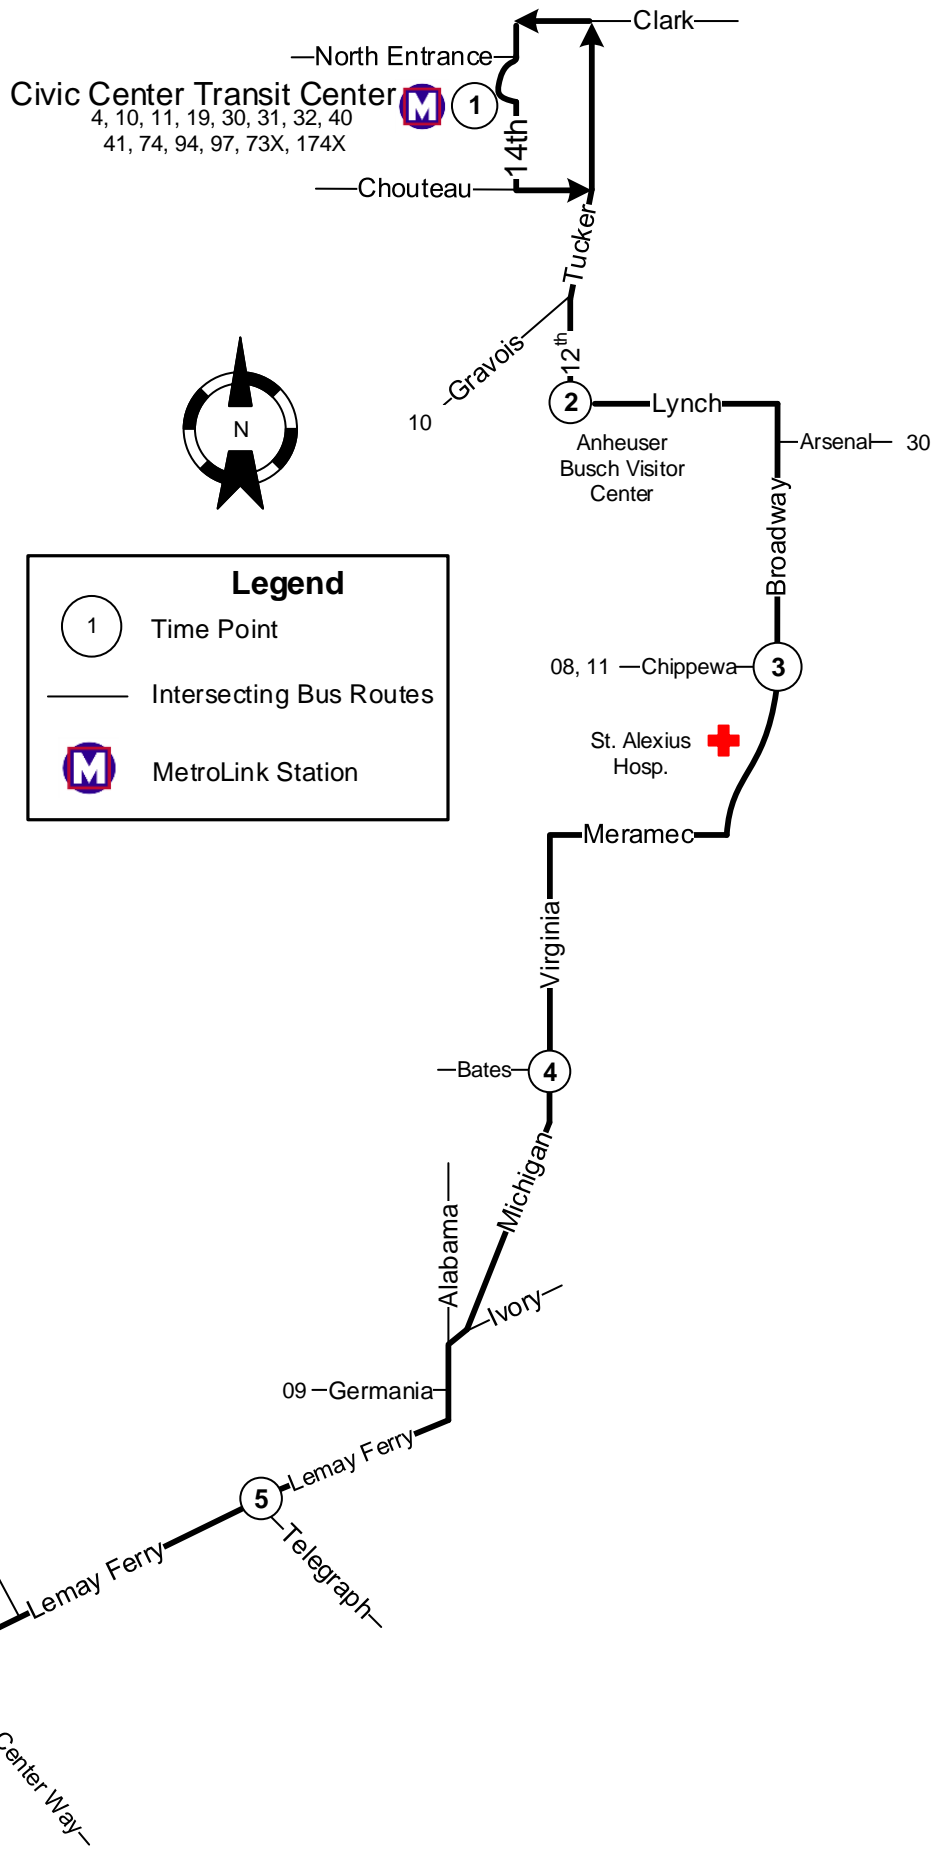 Clark
North Entrance
Civic Center Transit Center M 1
4, 10, 11, 19, 30, 31, 32, 40
41, 74, 94, 97, 73X, 174X
14th
Chouteau
Tucker
Gravois
10
12th
2
Lynch
Anheuser
Busch Visitor
Center
Arsenal 30
Broadway
N
Legend
1 Time Point
Intersecting Bus Routes
M MetroLink Station
08, 11 Chippewa 3
St. Alexius
Hosp.
Meramec
Virginia
Bates 4
Michigan
Alabama
Ivory
09 Germania
Lemay Ferry
5
Telegraph
Lemay Ferry
Center Way